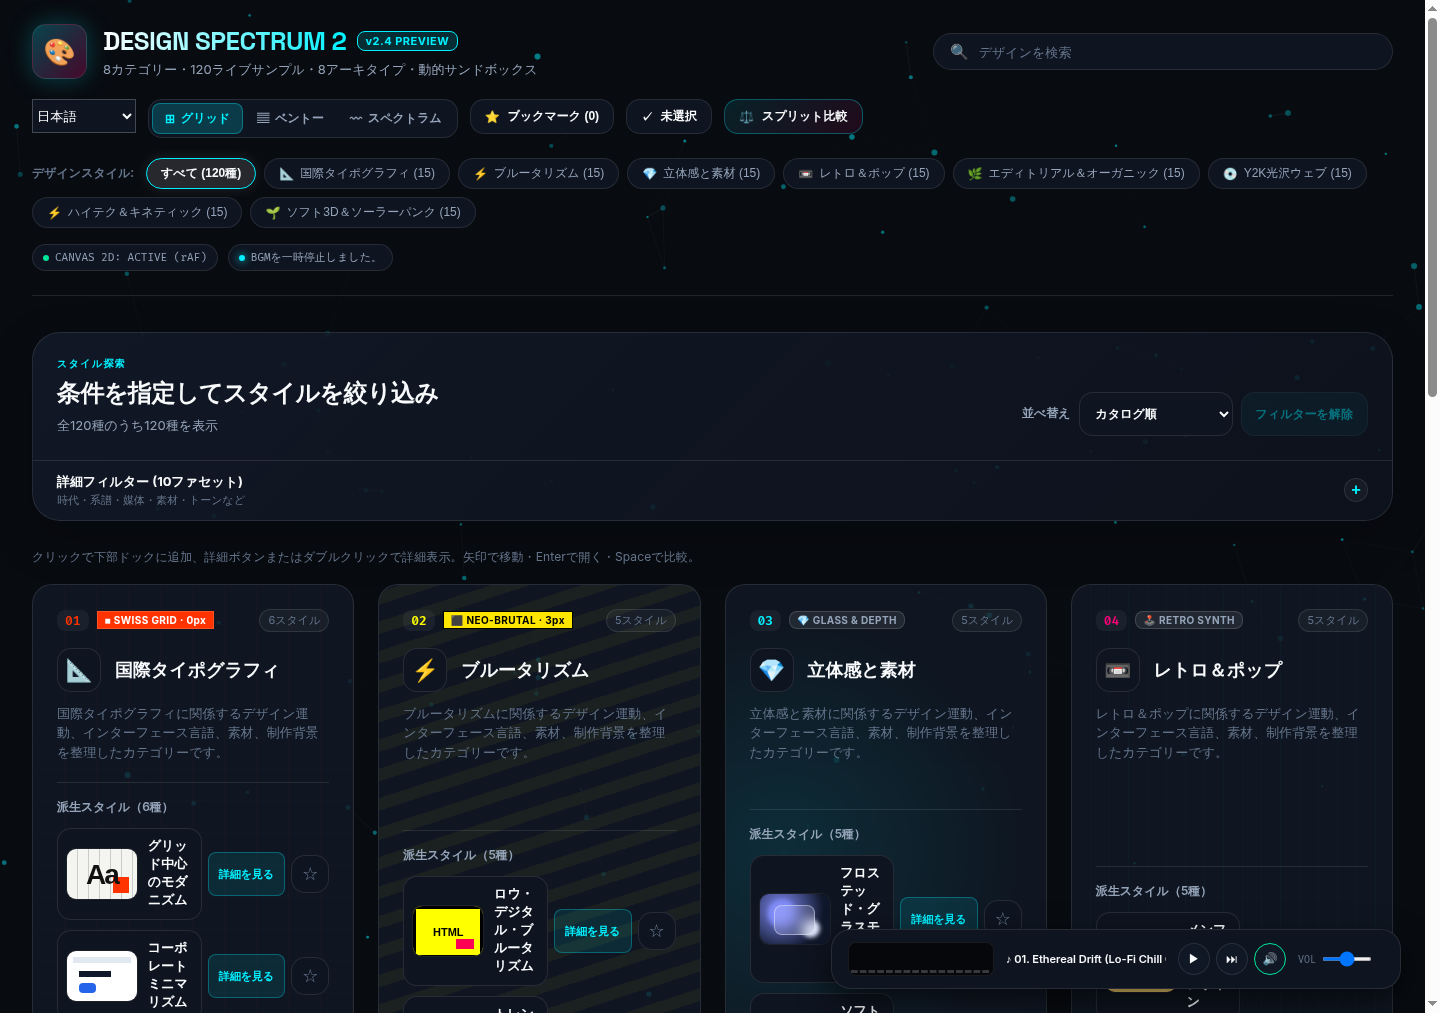 DESIGN SPECTRUM 2 v2.4 PREVIEW
8カテゴリー・120ライブサンプル・8アーキタイプ・動的サンドボックス
デザインを検索
日本語 グリッド ベントー スペクトラム ブックマーク (0) ✓ 未選択 スプリット比較
デザインスタイル: すべて (120種) 国際タイポグラフィ (15) ブルータリズム (15) 立体感と素材 (15) レトロ＆ポップ (15) エディトリアル＆オーガニック (15) Y2K光沢ウェブ (15)
ハイテク＆キネティック (15) ソフト3D＆ソーラーパンク (15)
CANVAS 2D: ACTIVE (rAF) BGMを一時停止しました。
スタイル探索
条件を指定してスタイルを絞り込み
全120種のうち120種を表示
並べ替え カタログ順 フィルターを解除
詳細フィルター (10ファセット)
時代・系譜・媒体・素材・トーンなど
+
クリックで下部ドックに追加、詳細ボタンまたはダブルクリックで詳細表示。矢印で移動・Enterで開く・Spaceで比較。
01 ■ SWISS GRID · 0px 6スタイル
国際タイポグラフィ
国際タイポグラフィに関係するデザイン運
動、インターフェース言語、素材、制作背景
を整理したカテゴリーです。
派生スタイル（6種）
Aa
グリッ
ド中心
のモダ
ニズム
詳細を見る ☆
コーポ
レート
ミニマ
リズム
詳細を見る ☆
02 ⬛ NEO-BRUTAL · 3px 5スタイル
ブルータリズム
ブルータリズムに関係するデザイン運動、イ
ンターフェース言語、素材、制作背景を整理
したカテゴリーです。
派生スタイル（5種）
HTML
ロウ・
デジタ
ル・ブ
ルータ
リズム
詳細を見る ☆
トレン
03 GLASS & DEPTH 5スタイル
立体感と素材
立体感と素材に関係するデザイン運動、イン
ターフェース言語、素材、制作背景を整理し
たカテゴリーです。
派生スタイル（5種）
フロス
テッ
ド・グ
ラスモ
詳細を見る ☆
ソフト
04 RETRO SYNTH 5スタイル
レトロ＆ポップ
レトロ＆ポップに関係するデザイン運動、イ
ンターフェース言語、素材、制作背景を整理
したカテゴリーです。
派生スタイル（5種）
メンフ
ン
♪ 01. Ethereal Drift (Lo-Fi Chill
VOL